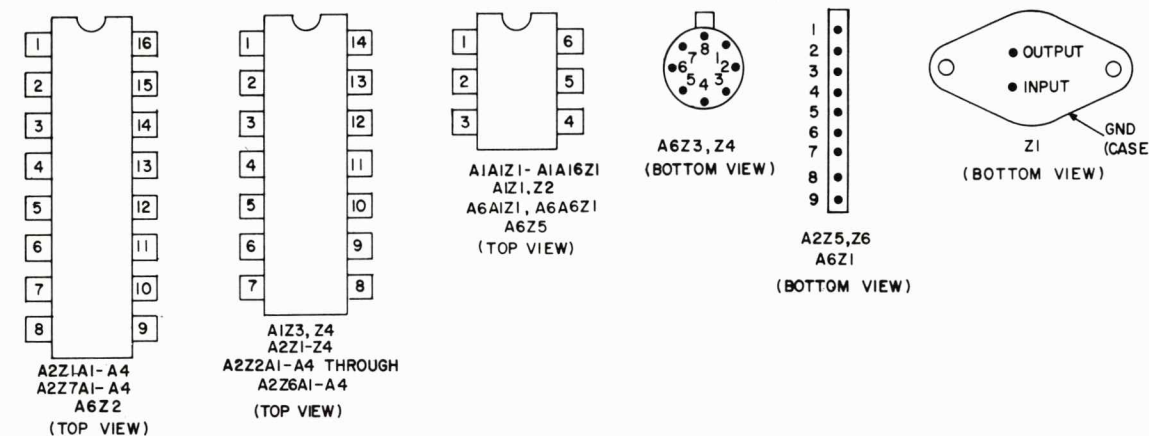 1 16
2 15
3 14
4 13
5 12
6 11
7 10
8 9
A2Z1A1-A4
A2Z7A1-A4
A6Z2
(TOP VIEW)
1 14
2 13
3 12
4 11
5 10
6 9
7 8
A1Z3, Z4
A2Z1-Z4
A2Z2A1-A4 THROUGH
A2Z6A1-A4
(TOP VIEW)
1 6
2 5
3 4
A1A1Z1- A1A16Z1
A1Z1, Z2
A6A1Z1, A6A6Z1
A6Z5
(TOP VIEW)
8
7 1
6 2
5 4 3
A6Z3, Z4
(BOTTOM VIEW)
1
2
3
4
5
6
7
8
9
A2Z5, Z6
A6Z1
(BOTTOM VIEW)
OUTPUT
INPUT
GND
(CASE
Z1
(BOTTOM VIEW)